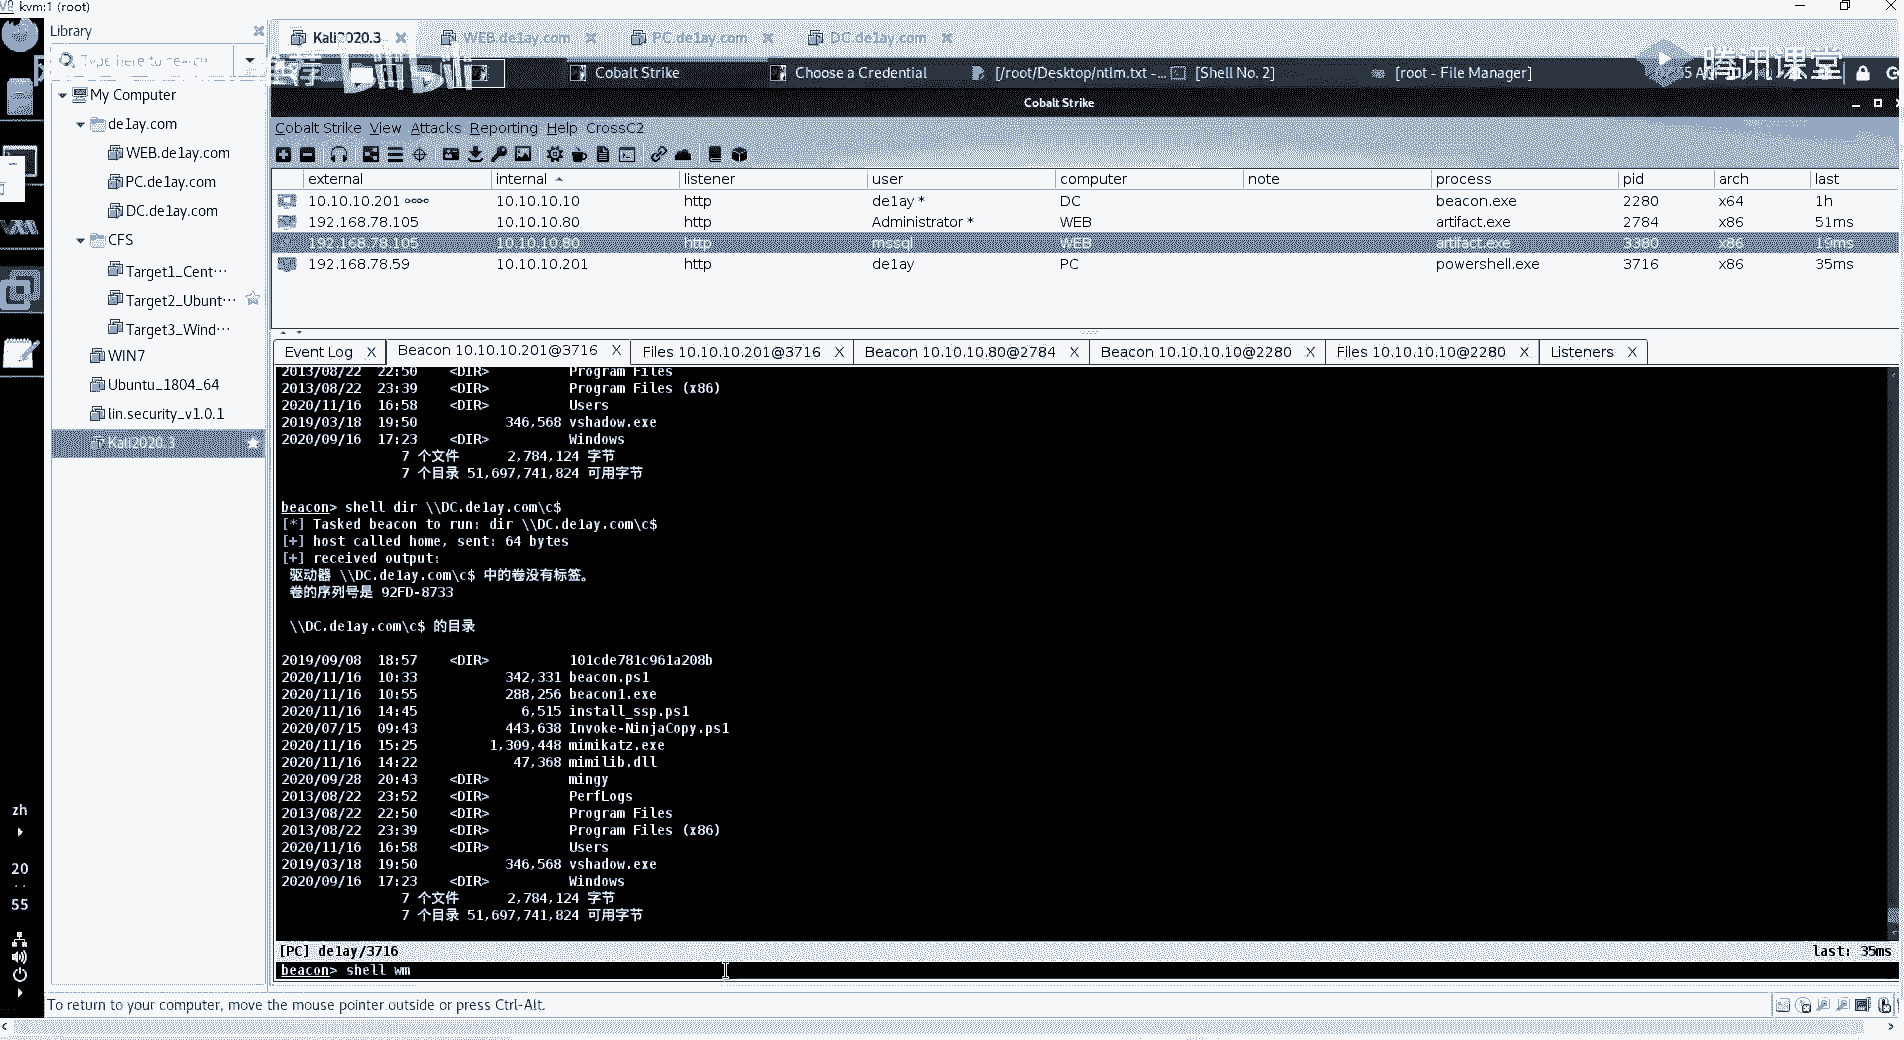 kvm:1 (root)
Library
Type here to search
My Computer
de1ay.com
WEB.de1ay.com
PC.de1ay.com
DC.de1ay.com
CFS
Target1_Cent···
Target2_Ubunt···
Target3_Wind···
WIN7
Ubuntu_1804_64
lin.security_v1.0.1
Kali2020.3
zh
20
55
Kali2020.3
WEB.de1ay.com
PC.de1ay.com
DC.de1ay.com
Cobalt Strike
Choose a Credential
[/root/Desktop/ntlm.txt -...
[Shell No. 2]
[root - File Manager]
腾讯课堂
Cobalt Strike
Cobalt Strike View Attacks Reporting Help CrossC2
external internal listener user computer note process pid arch last
10.10.10.201 10.10.10.10 http de1ay * DC beacon.exe 2280 x64 1h
192.168.78.105 10.10.10.80 http Administrator * WEB artifact.exe 2784 x86 51ms
192.168.78.105 10.10.10.80 http mssql WEB artifact.exe 3380 x86 19ms
192.168.78.59 10.10.10.201 http de1ay PC powershell.exe 3716 x86 35ms
Event Log X Beacon 10.10.10.201@3716 X Files 10.10.10.201@3716 X Beacon 10.10.10.80@2784 X Beacon 10.10.10.10@2280 X Files 10.10.10.10@2280 X Listeners X
2013/08/22 22:50 <DIR> Program Files
2013/08/22 23:39 <DIR> Program Files (x86)
2020/11/16 16:58 <DIR> Users
2019/03/18 19:50 346,568 vshadow.exe
2020/09/16 17:23 <DIR> Windows
7 个文件 2,784,124 字节
7 个目录 51,697,741,824 可用字节
beacon> shell dir \\DC.de1ay.com\c$
[*] Tasked beacon to run: dir \\DC.de1ay.com\c$
[+] host called home, sent: 64 bytes
[+] received output:
驱动器 \\DC.de1ay.com\c$ 中的卷没有标签。
卷的序列号是 92FD-8733
\\DC.de1ay.com\c$ 的目录
2019/09/08 18:57 <DIR> 101cde781c961a208b
2020/11/16 10:33 342,331 beacon.ps1
2020/11/16 10:55 288,256 beacon1.exe
2020/11/16 14:45 6,515 install_ssp.ps1
2020/07/15 09:43 443,638 Invoke-NinjaCopy.ps1
2020/11/16 15:25 1,309,448 mimikatz.exe
2020/11/16 14:22 47,368 mimilib.dll
2020/09/28 20:43 <DIR> mingy
2013/08/22 23:52 <DIR> PerfLogs
2013/08/22 22:50 <DIR> Program Files
2013/08/22 23:39 <DIR> Program Files (x86)
2020/11/16 16:58 <DIR> Users
2019/03/18 19:50 346,568 vshadow.exe
2020/09/16 17:23 <DIR> Windows
7 个文件 2,784,124 字节
7 个目录 51,697,741,824 可用字节
[PC] de1ay/3716 last: 35ms
beacon> shell wm
To return to your computer, move the mouse pointer outside or press Ctrl-Alt.